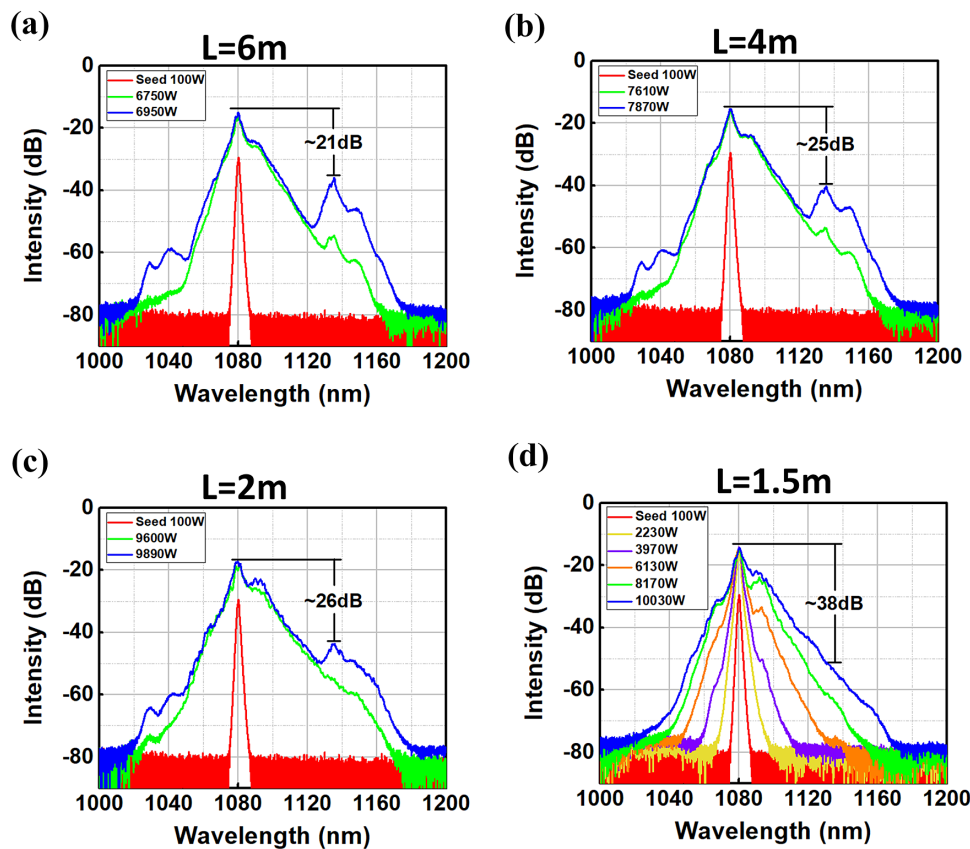 (a)
L=6m
0
-20
-40
-60
-80
Intensity (dB)
Seed 100W
6750W
6950W
~21dB
1000 1040 1080 1120 1160 1200
Wavelength (nm)
(b)
L=4m
0
-20
-40
-60
-80
Intensity (dB)
Seed 100W
7610W
7870W
~25dB
1000 1040 1080 1120 1160 1200
Wavelength (nm)
(c)
L=2m
0
-20
-40
-60
-80
Intensity (dB)
Seed 100W
9600W
9890W
~26dB
1000 1040 1080 1120 1160 1200
Wavelength (nm)
(d)
L=1.5m
0
-20
-40
-60
-80
Intensity (dB)
Seed 100W
2230W
3970W
6130W
8170W
10030W
~38dB
1000 1040 1080 1120 1160 1200
Wavelength (nm)